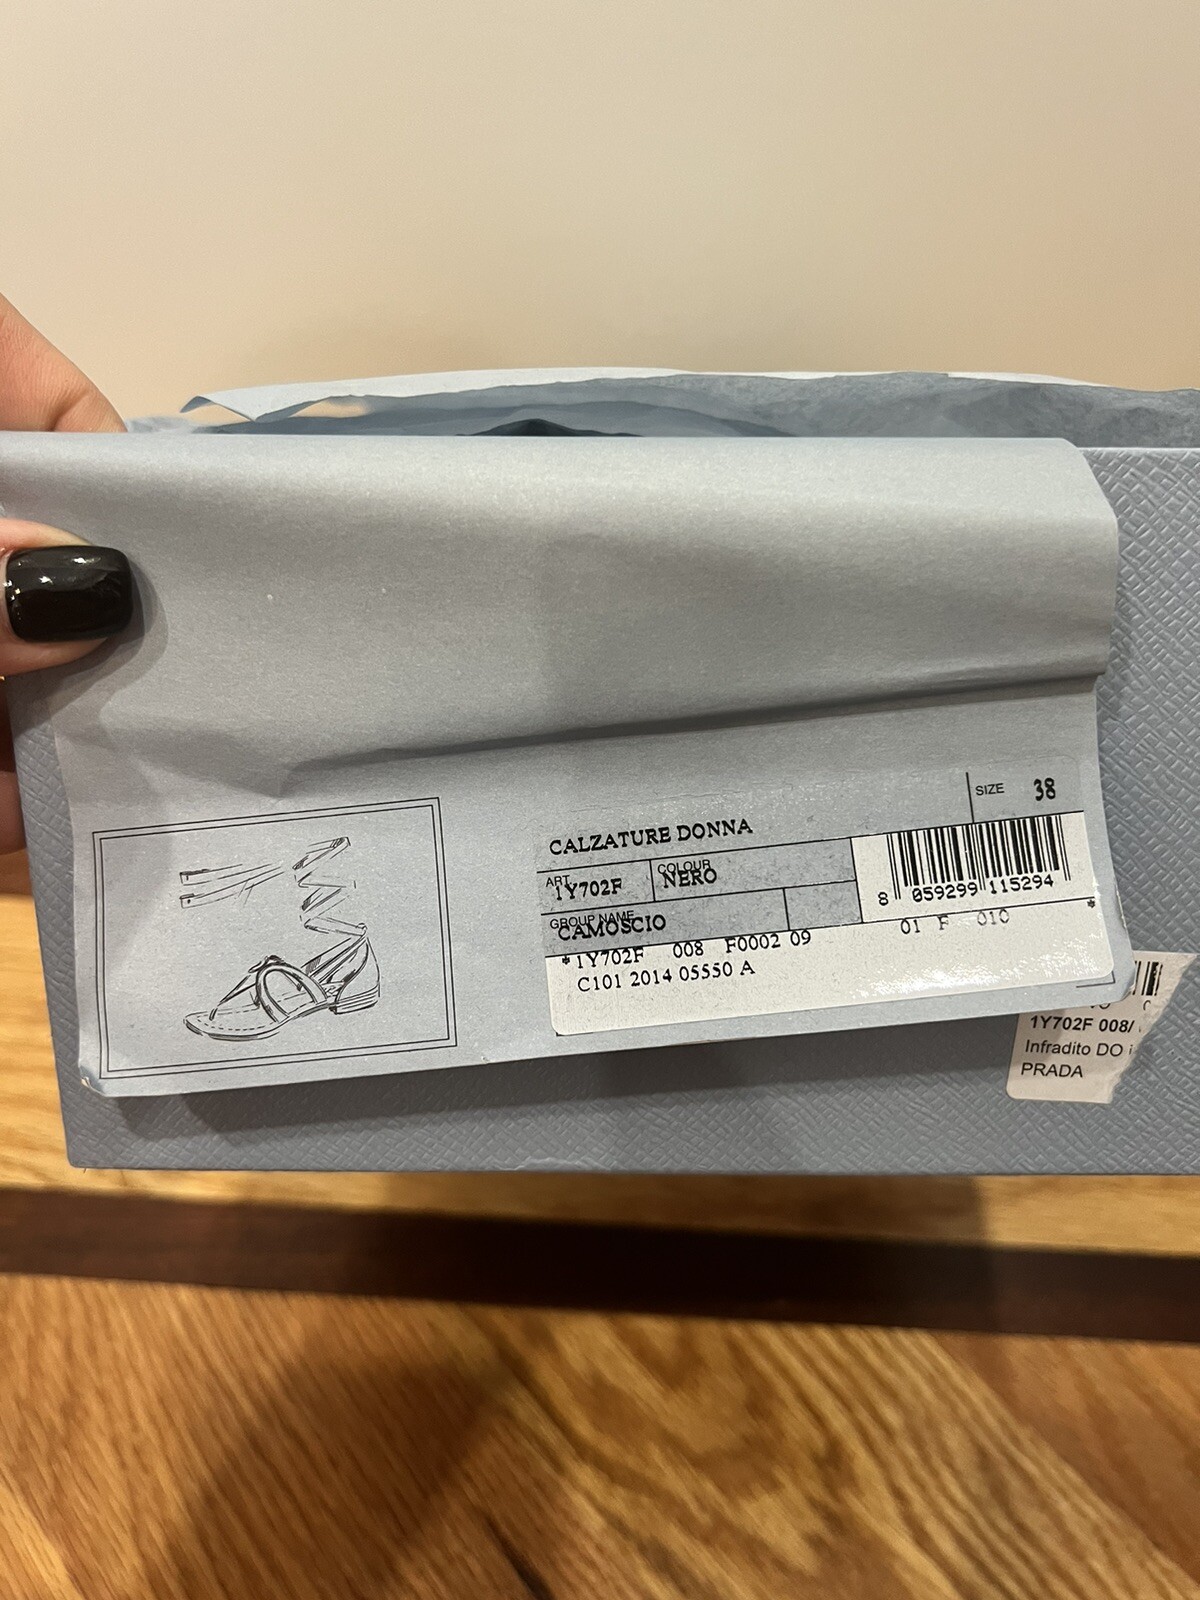 SIZE 38
CALZATURE DONNA
ART. 1Y702F COLOUR NERO
GROUP NAME CAMOSCIO
8 059299 115294
*1Y702F 008 F0002 09 01 F 010 *
C101 2014 05550 A
1Y702F 008/
Infradito DO
PRADA